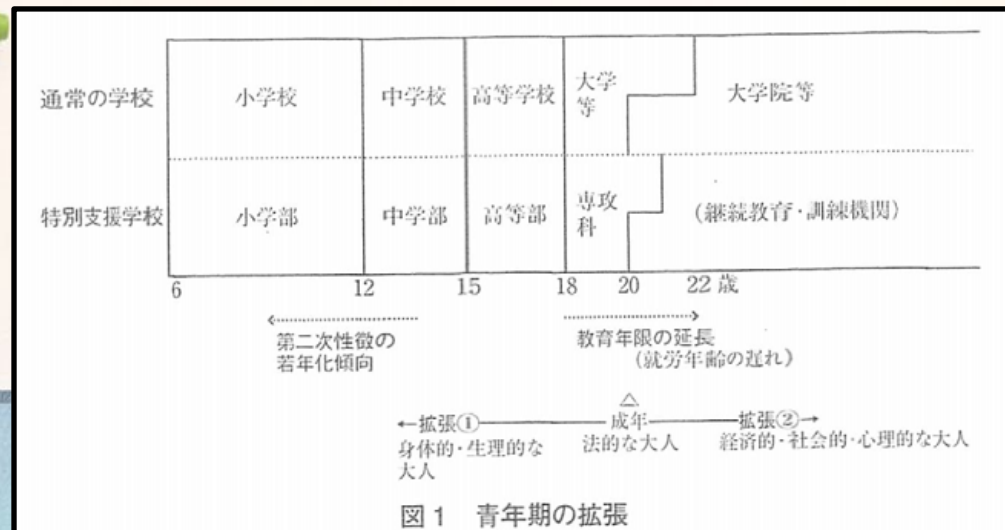 通常の学校 小学校 中学校 高等学校 大学等 大学院等
特別支援学校 小学部 中学部 高等部 専攻科 (継続教育・訓練機関)
6 12 15 18 20 22 歳
第二次性徴の
若年化傾向
教育年限の延長
(就労年齢の遅れ)
△
←拡張① 成年 拡張②→
身体的・生理的な
大人
法的な大人
経済的・社会的・心理的な大人
図1 青年期の拡張